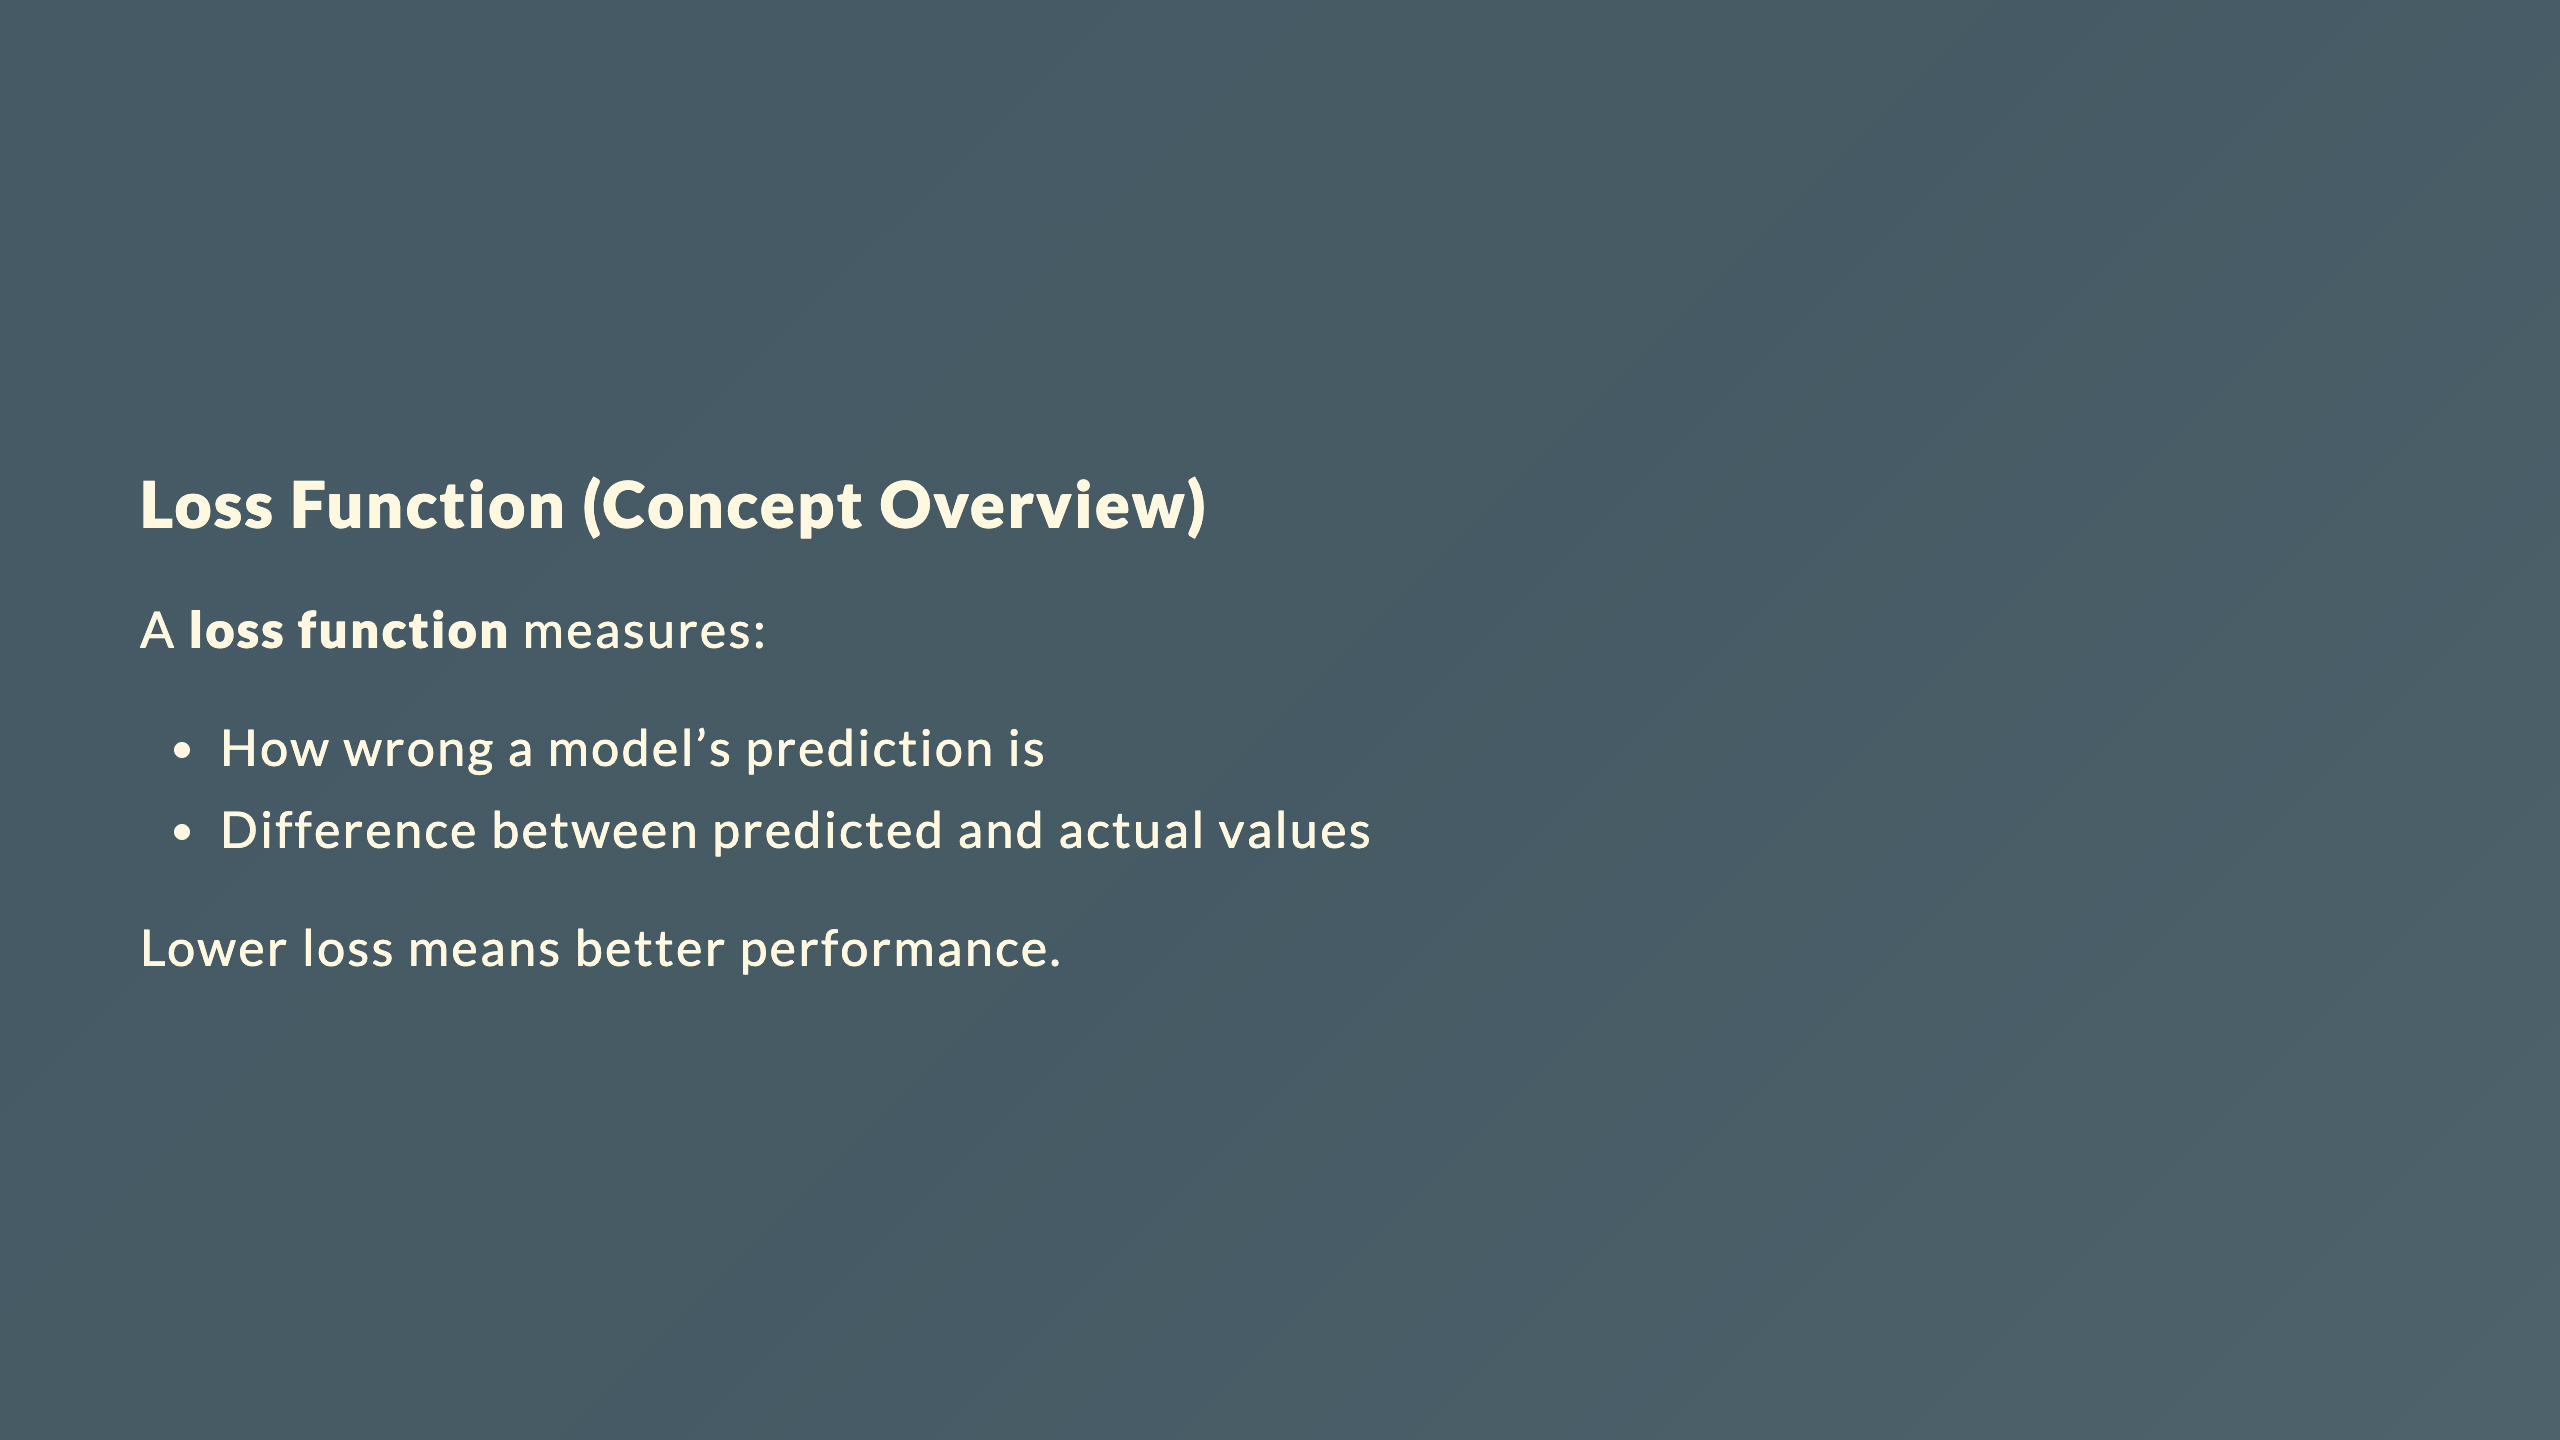 Loss Function (Concept Overview)
A loss function measures:
• How wrong a model’s prediction is
• Difference between predicted and actual values
Lower loss means better performance.